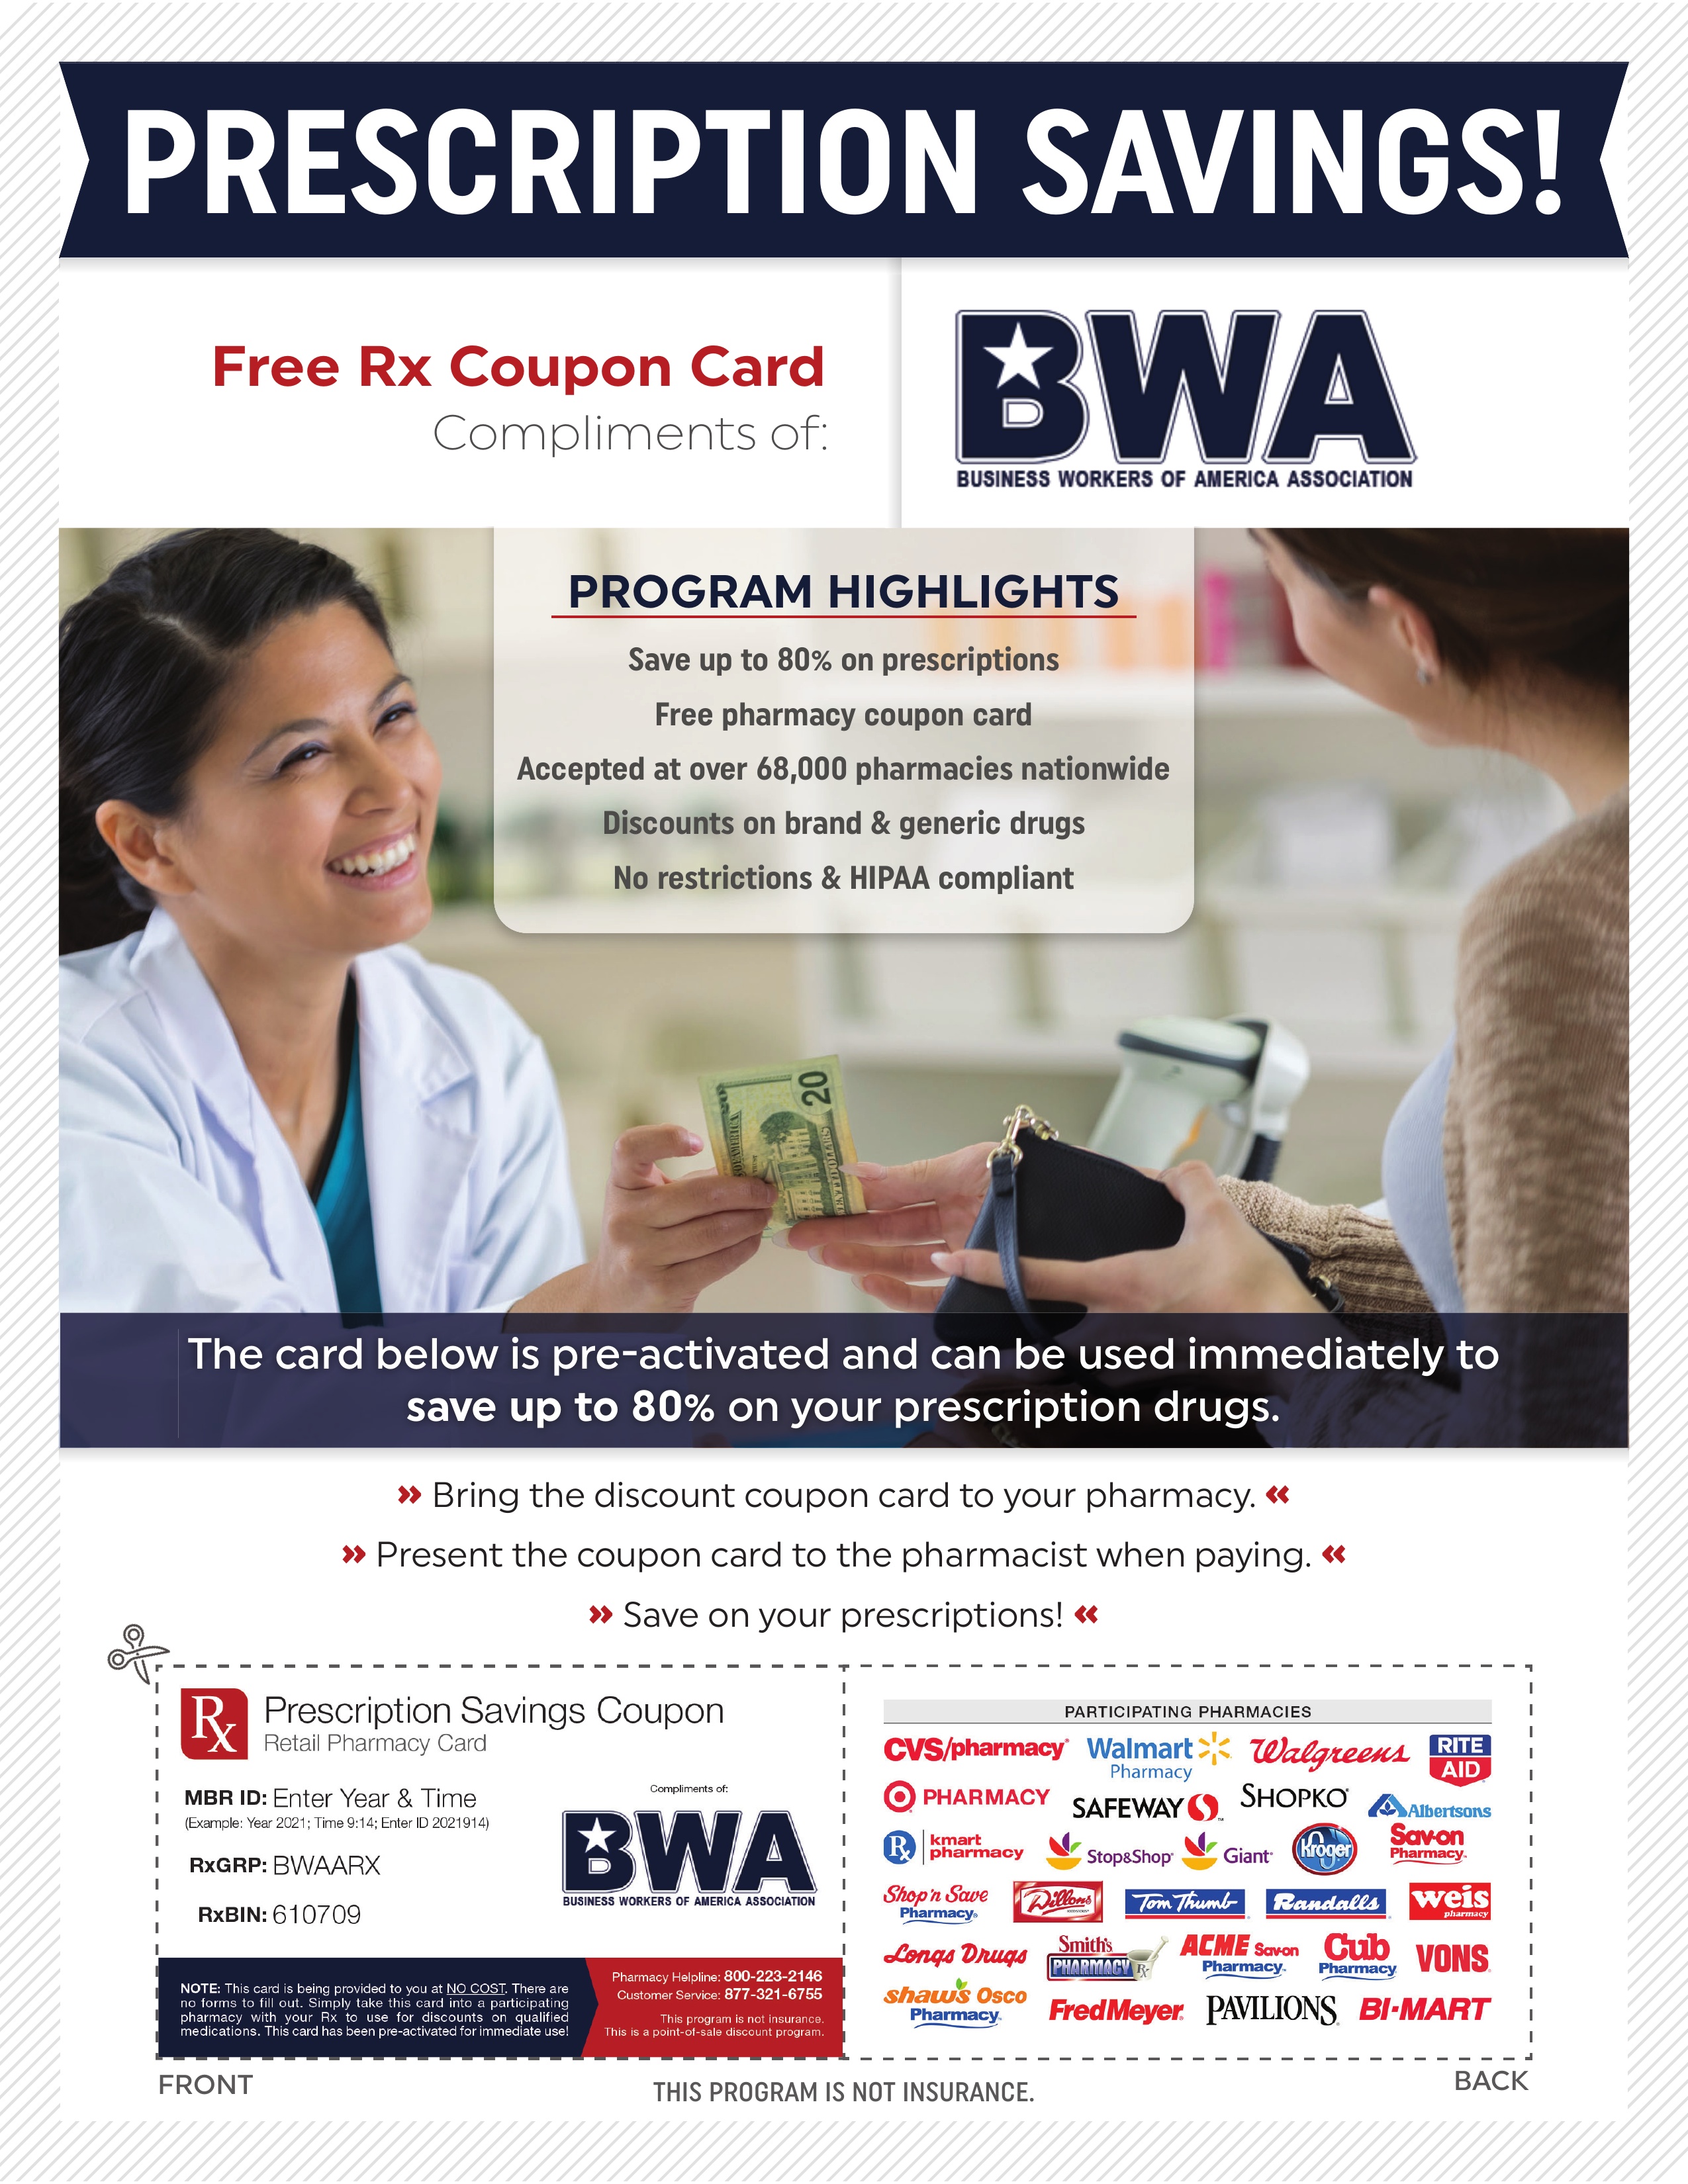 PRESCRIPTION SAVINGS!
Free Rx Coupon Card
Compliments of:
BWA
BUSINESS WORKERS OF AMERICA ASSOCIATION
PROGRAM HIGHLIGHTS
Save up to 80% on prescriptions
Free pharmacy coupon card
Accepted at over 68,000 pharmacies nationwide
Discounts on brand & generic drugs
No restrictions & HIPAA compliant
20
The card below is pre-activated and can be used immediately to
save up to 80% on your prescription drugs.
» Bring the discount coupon card to your pharmacy. «
» Present the coupon card to the pharmacist when paying. «
» Save on your prescriptions! «
Rx Prescription Savings Coupon
Retail Pharmacy Card
MBR ID: Enter Year & Time
(Example: Year 2021; Time 9:14; Enter ID 2021914)
RxGRP: BWAARX
RxBIN: 610709
Compliments of:
BWA
BUSINESS WORKERS OF AMERICA ASSOCIATION
NOTE: This card is being provided to you at NO COST. There are
no forms to fill out. Simply take this card into a participating
pharmacy with your Rx to use for discounts on qualified
medications. This card has been pre-activated for immediate use!
Pharmacy Helpline: 800-223-2146
Customer Service: 877-321-6755
This program is not insurance.
This is a point-of-sale discount program.
PARTICIPATING PHARMACIES
CVS/pharmacy Walmart Pharmacy Walgreens RITE AID
PHARMACY SAFEWAY SHOPKO Albertsons
Rx kmart pharmacy Stop&Shop Giant Kroger Sav-on Pharmacy
Shop'n Save Pharmacy Dillons Tom Thumb Randalls weis pharmacy
Longs Drugs Smith's PHARMACY Rx ACME Sav-on Pharmacy Cub Pharmacy VONS
shaw's Osco Pharmacy FredMeyer PAVILIONS BI-MART
FRONT
THIS PROGRAM IS NOT INSURANCE.
BACK